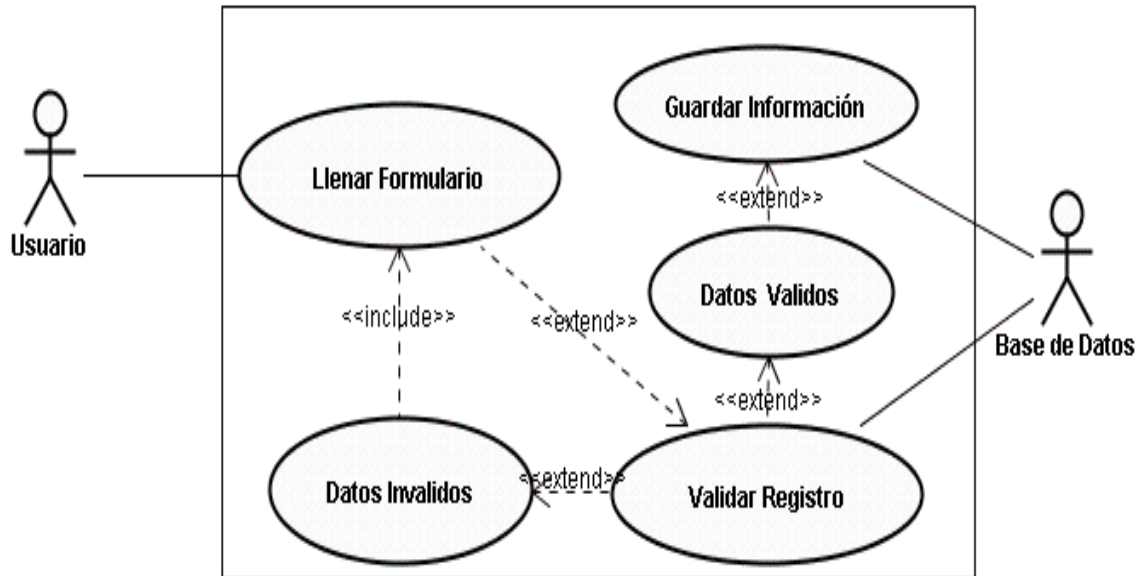 Guardar Información
Llenar Formulario
<<extend>>
Usuario
Datos Validos
<<include>>
<<extend>>
Base de Datos
<<extend>>
<<extend>>
Datos Invalidos
Validar Registro